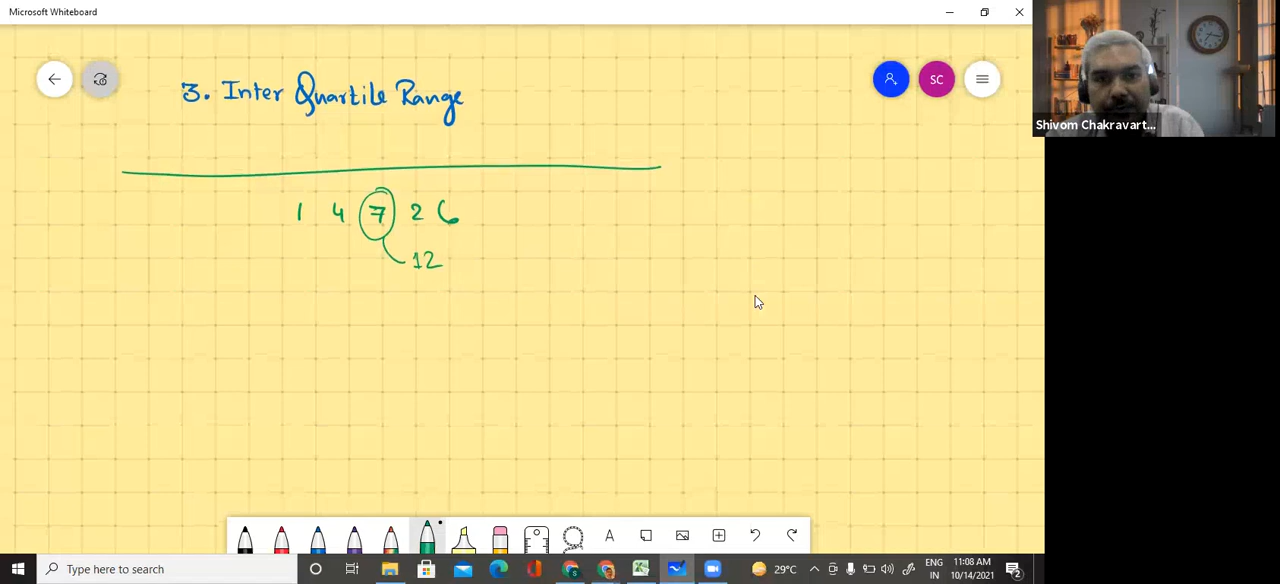 Microsoft Whiteboard
SC
3. Inter Quartile Range
Shivom Chakravart...
1 4 7 2 6
12
A
Type here to search
29°C
ENG
IN
11:08 AM
10/14/2021
2